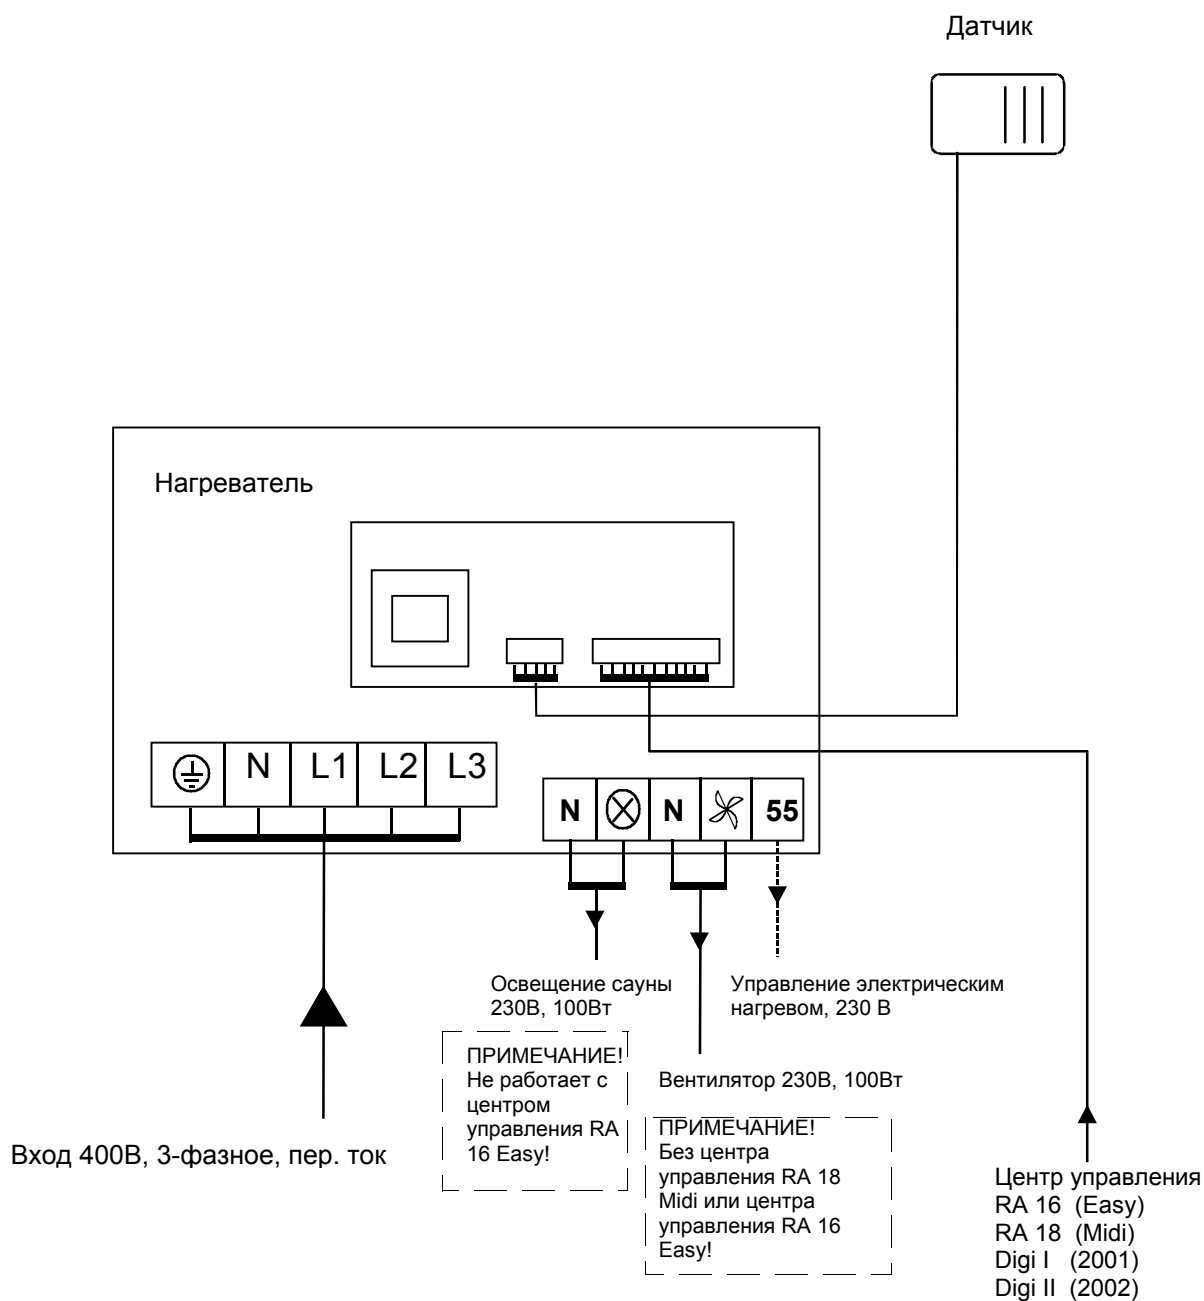 Датчик
Нагреватель
N L1 L2 L3
N N 55
Освещение сауны
230В, 100Вт
ПРИМЕЧАНИЕ!
Не работает с
центром
управления RA
16 Easy!
Управление электрическим
нагревом, 230 В
Вентилятор 230В, 100Вт
ПРИМЕЧАНИЕ!
Без центра
управления RA 18
Midi или центра
управления RA 16
Easy!
Вход 400В, 3-фазное, пер. ток
Центр управления
RA 16 (Easy)
RA 18 (Midi)
Digi I (2001)
Digi II (2002)